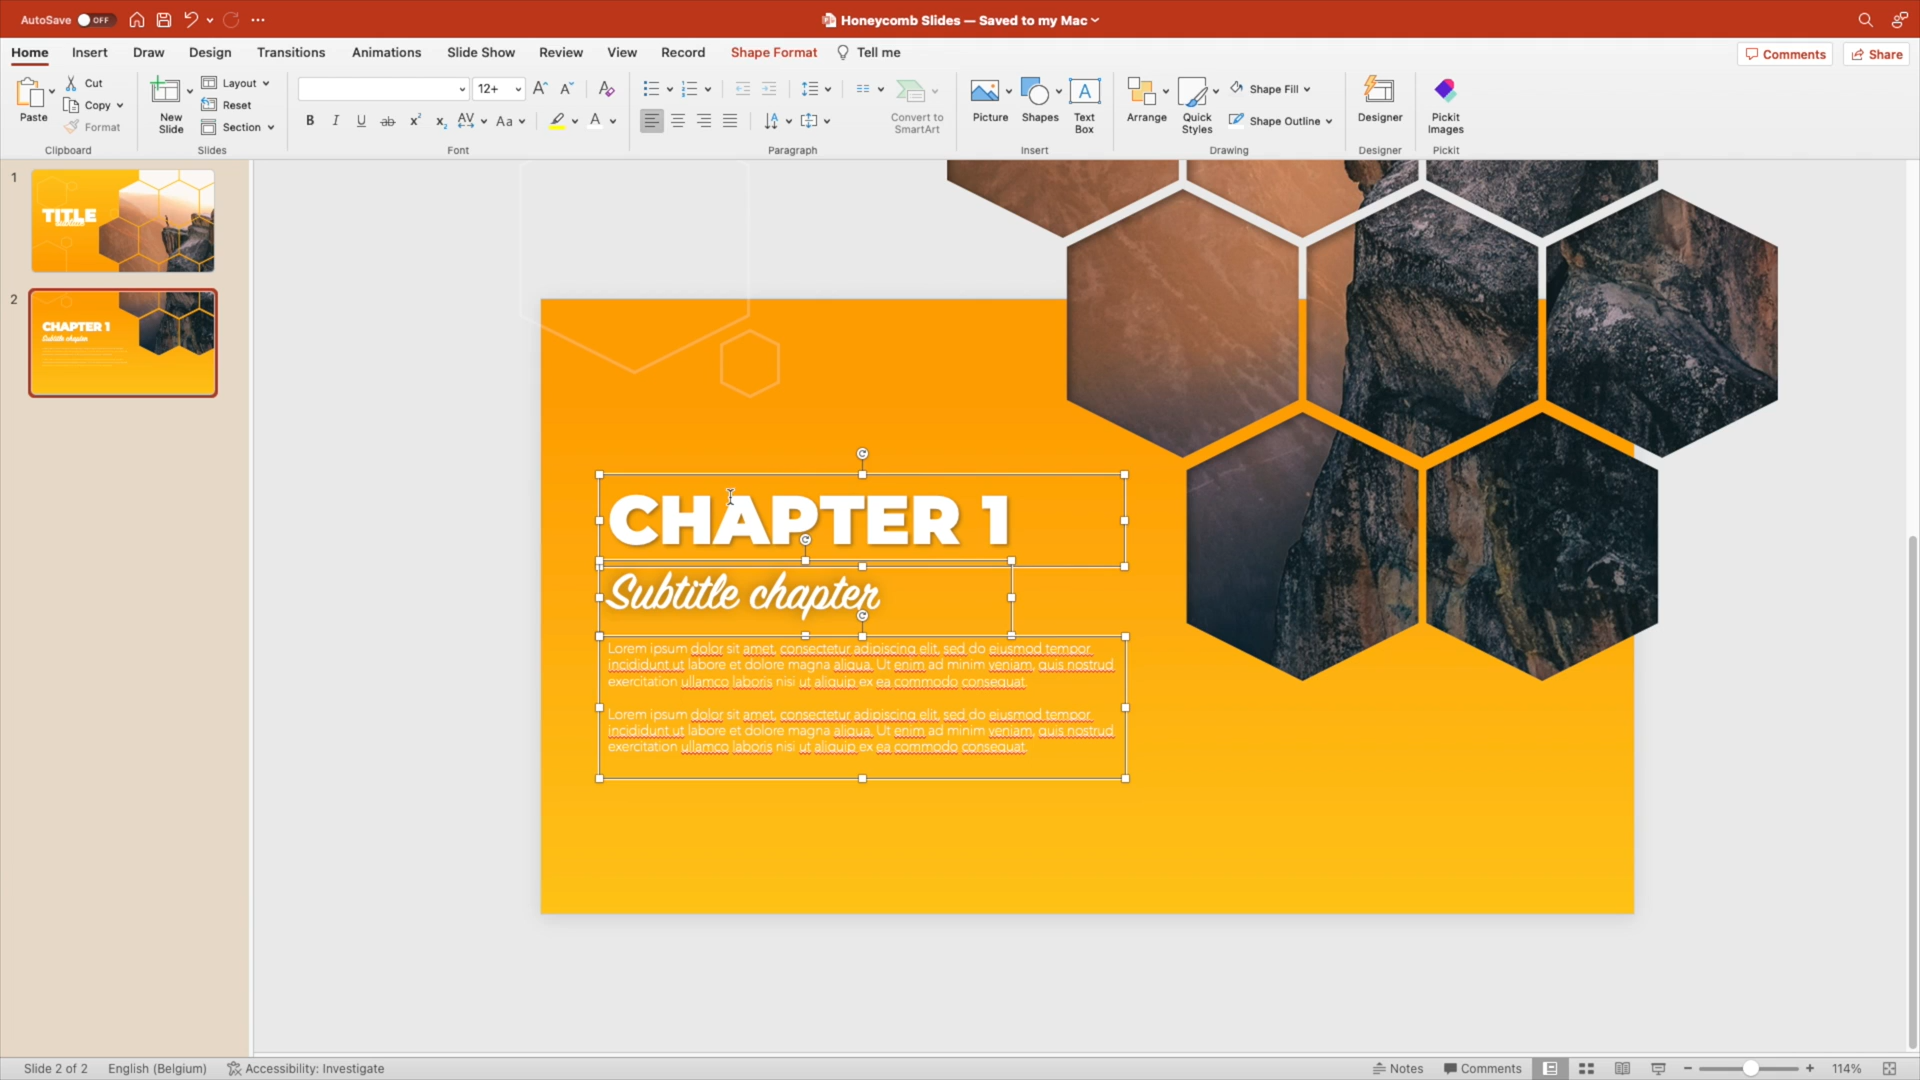 AutoSave OFF
Honeycomb Slides — Saved to my Mac
Home Insert Draw Design Transitions Animations Slide Show Review View Record Shape Format Tell me
Comments Share
Paste Cut Copy Format
Clipboard
New Slide Layout Reset Section
Slides
12+
B I U ab x² x₂ AV Aa A
Font
Convert to SmartArt
Paragraph
Picture Shapes Text Box
Insert
Arrange Quick Styles Shape Fill Shape Outline
Drawing
Designer
Designer
Pickit Images
Pickit
1
TITLE
2
CHAPTER 1
Subtitle chapter
CHAPTER 1
Subtitle chapter
Lorem ipsum dolor sit amet, consectetur adipiscing elit, sed do eiusmod tempor
incididunt ut labore et dolore magna aliqua. Ut enim ad minim veniam, quis nostrud
exercitation ullamco laboris nisi ut aliquip ex ea commodo consequat.
Lorem ipsum dolor sit amet, consectetur adipiscing elit, sed do eiusmod tempor
incididunt ut labore et dolore magna aliqua. Ut enim ad minim veniam, quis nostrud
exercitation ullamco laboris nisi ut aliquip ex ea commodo consequat.
Slide 2 of 2 English (Belgium) Accessibility: Investigate Notes Comments 114%